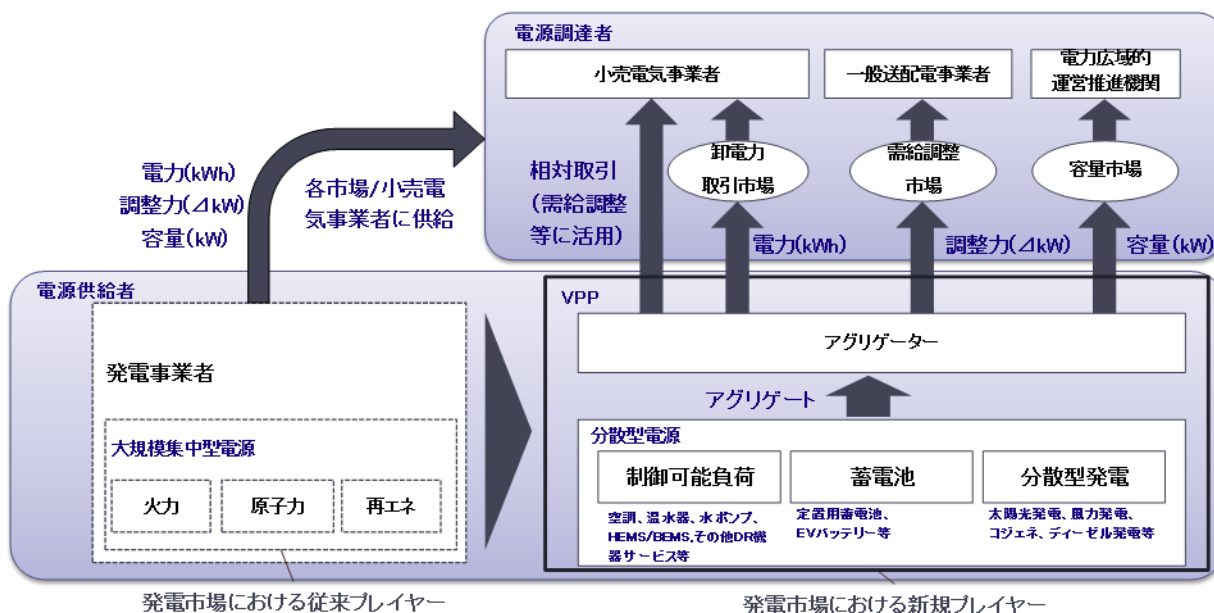 電源調達者
小売電気事業者
一般送配電事業者
電力広域的
運営推進機関
電力(kWh)
調整力(⊿kW)
容量(kW)
各市場/小売電
気事業者に供給
相対取引
(需給調整
等に活用)
卸電力
取引市場
需給調整
市場
容量市場
電力(kWh)
調整力(⊿kW)
容量(kW)
電源供給者
発電事業者
大規模集中型電源
火力
原子力
再エネ
VPP
アグリゲーター
アグリゲート
分散型電源
制御可能負荷
蓄電池
分散型発電
空調、温水器、水ポンプ、
HEMS/BEMS,その他DR機
器サービス等
定置用蓄電池、
EVバッテリー等
太陽光発電、風力発電、
コジェネ、ディーゼル発電等
発電市場における従来プレイヤー
発電市場における新規プレイヤー